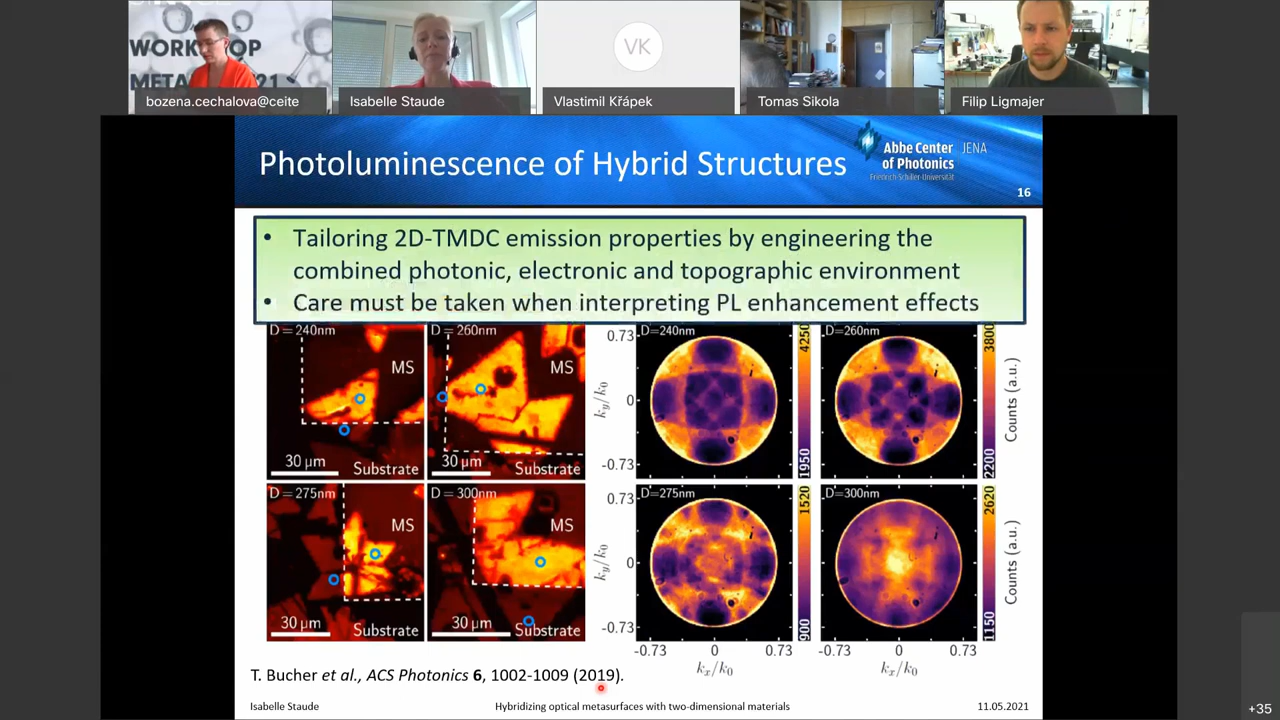 WORKSHOP
bozena.cechalova@ceite
Isabelle Staude
VK
Vlastimil Křápek
Tomas Sikola
Filip Ligmajer
Photoluminescence of Hybrid Structures
Abbe Center
of Photonics
JENA
Friedrich-Schiller-Universität
16
• Tailoring 2D-TMDC emission properties by engineering the
combined photonic, electronic and topographic environment
• Care must be taken when interpreting PL enhancement effects
D = 240nm
MS
30 µm
Substrate
D = 260nm
MS
30 µm
Substrate
D = 275nm
MS
30 µm
Substrate
D = 300nm
MS
30 µm
Substrate
0.73
0
-0.73
ky/k0
D=240nm
4250
1950
D=260nm
3800
2200
Counts (a.u.)
0.73
0
-0.73
ky/k0
D=275nm
1520
900
D=300nm
2620
1150
Counts (a.u.)
-0.73 0 0.73
kx/k0
-0.73 0 0.73
kx/k0
T. Bucher et al., ACS Photonics 6, 1002-1009 (2019).
Isabelle Staude
Hybridizing optical metasurfaces with two-dimensional materials
11.05.2021
+35